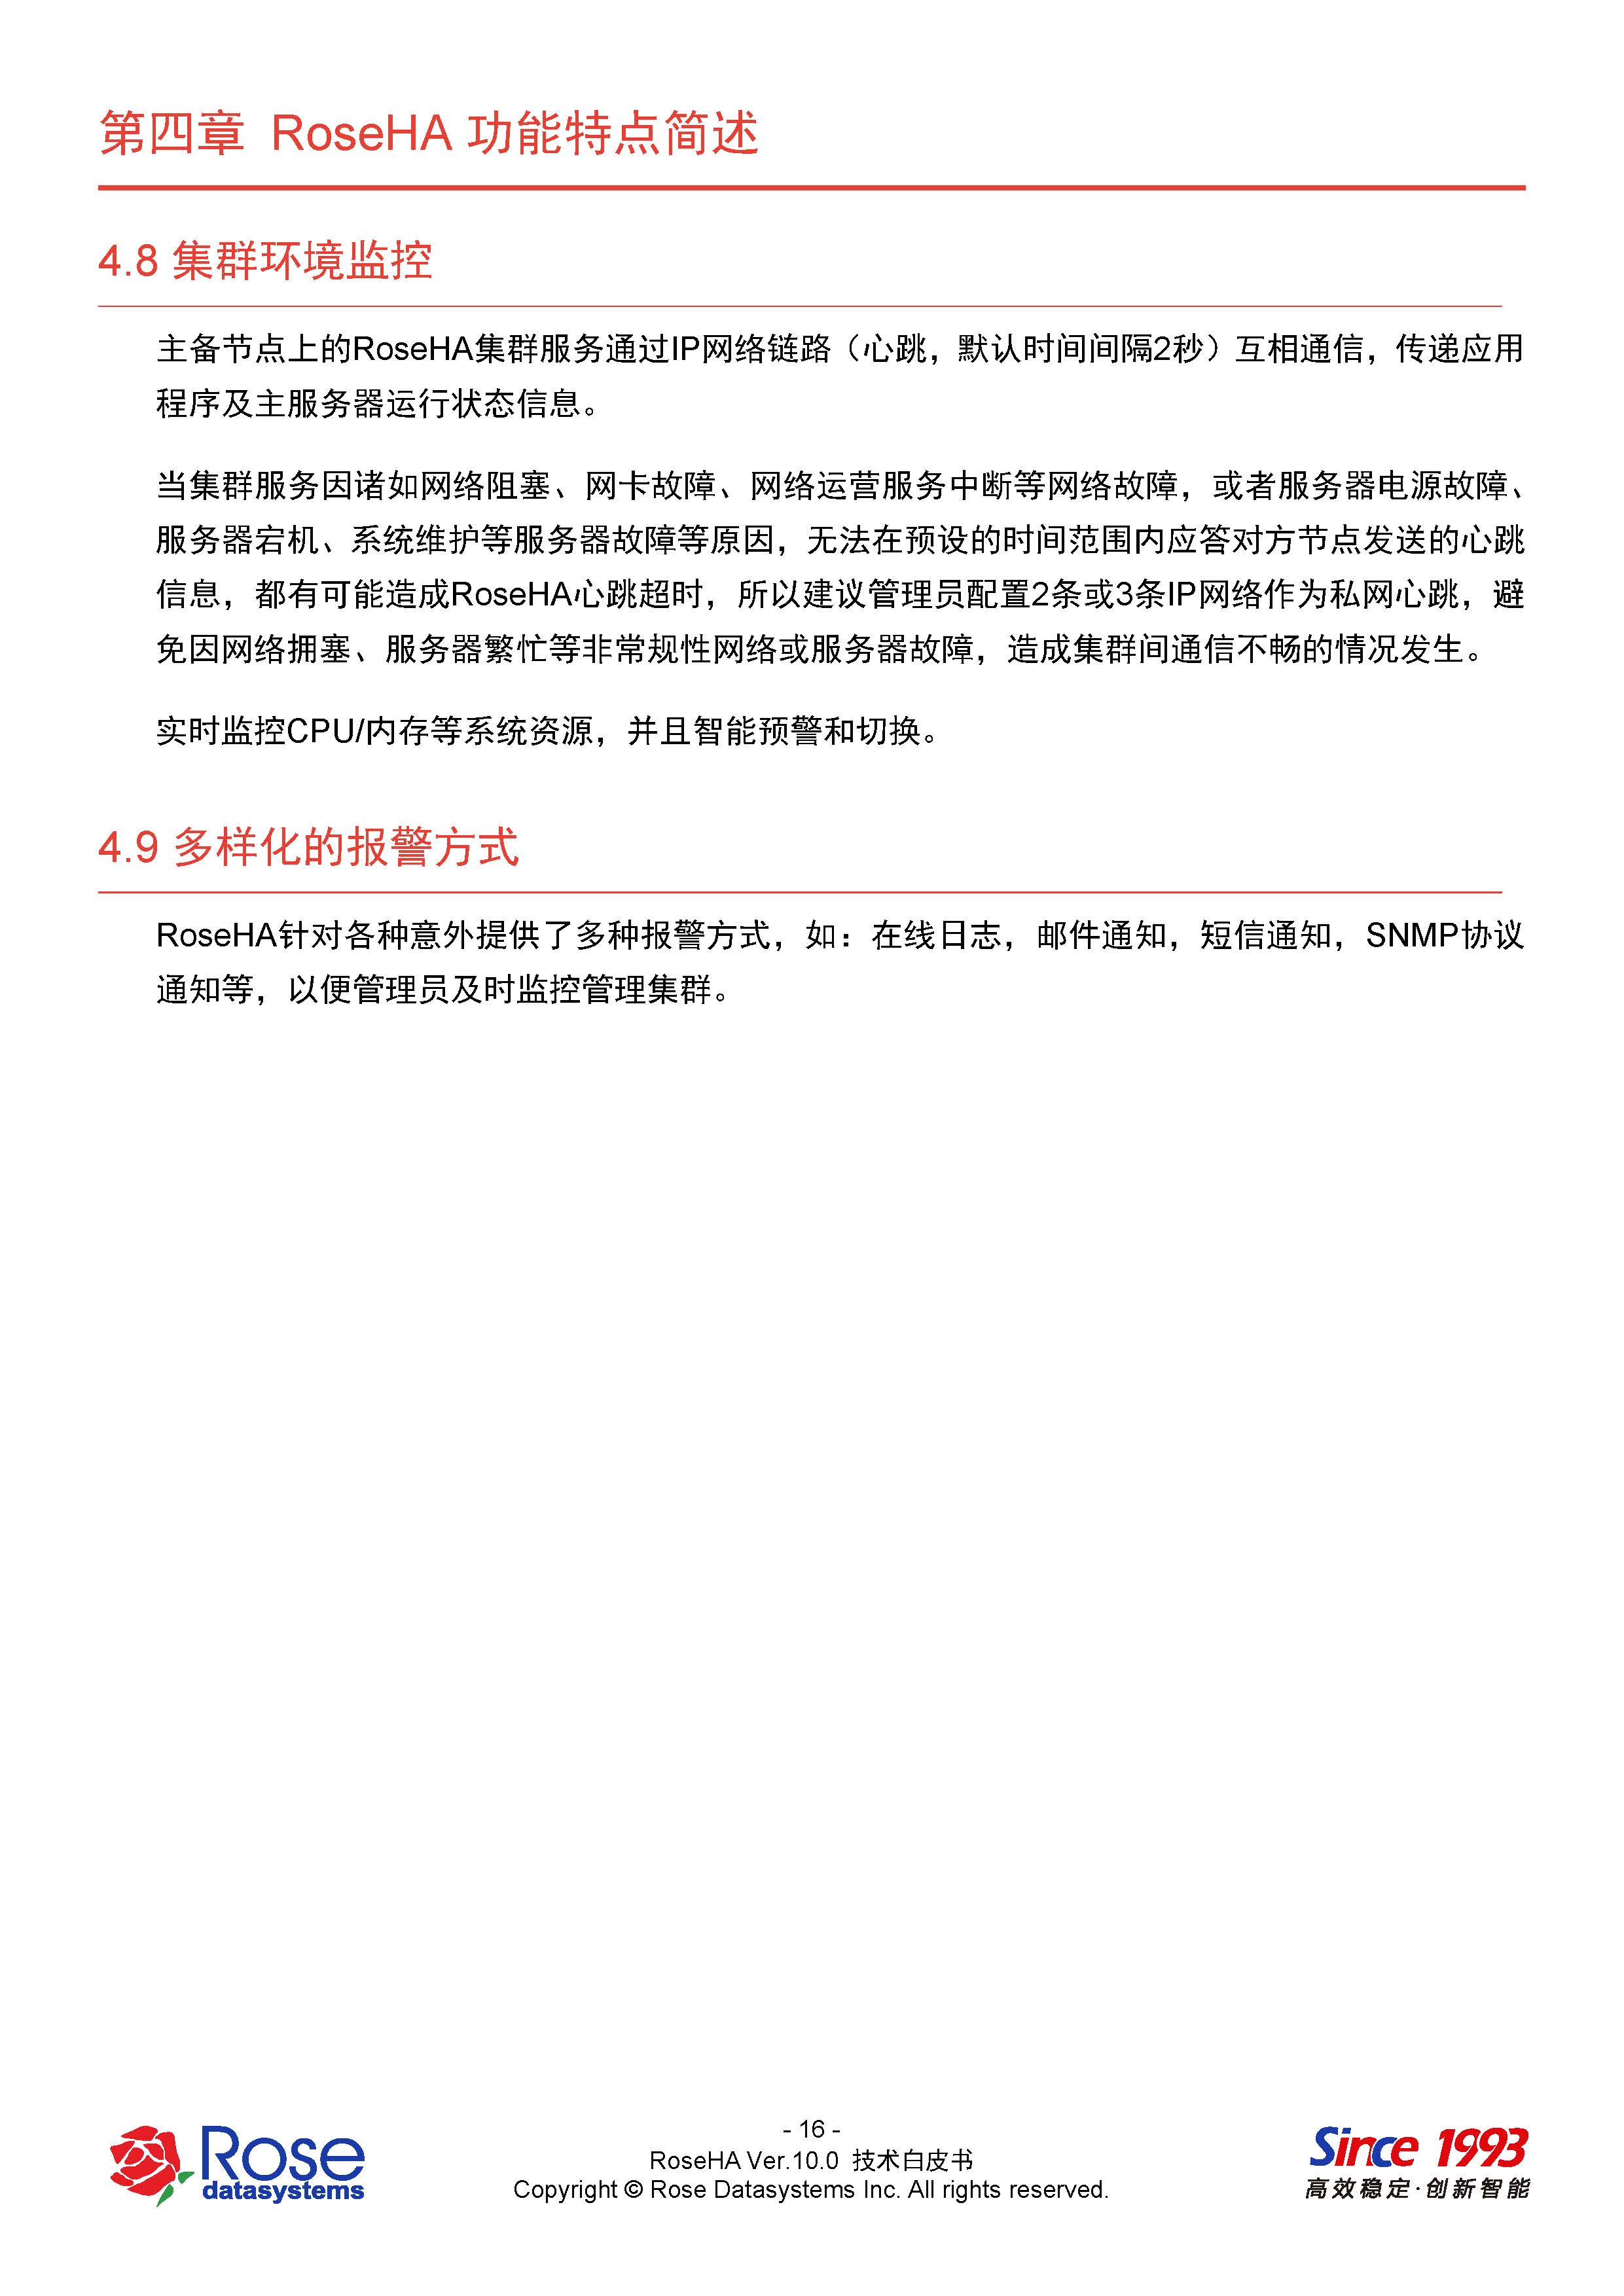 第四章 RoseHA 功能特点简述
4.8 集群环境监控
主备节点上的RoseHA集群服务通过IP网络链路（心跳，默认时间间隔2秒）互相通信，传递应用
程序及主服务器运行状态信息。
当集群服务因诸如网络阻塞、网卡故障、网络运营服务中断等网络故障，或者服务器电源故障、
服务器宕机、系统维护等服务器故障等原因，无法在预设的时间范围内应答对方节点发送的心跳
信息，都有可能造成RoseHA心跳超时，所以建议管理员配置2条或3条IP网络作为私网心跳，避
免因网络拥塞、服务器繁忙等非常规性网络或服务器故障，造成集群间通信不畅的情况发生。
实时监控CPU/内存等系统资源，并且智能预警和切换。
4.9 多样化的报警方式
RoseHA针对各种意外提供了多种报警方式，如：在线日志，邮件通知，短信通知，SNMP协议
通知等，以便管理员及时监控管理集群。
Rose
datasystems
- 16 -
RoseHA Ver.10.0 技术白皮书
Copyright © Rose Datasystems Inc. All rights reserved.
Since 1993
高效稳定·创新智能